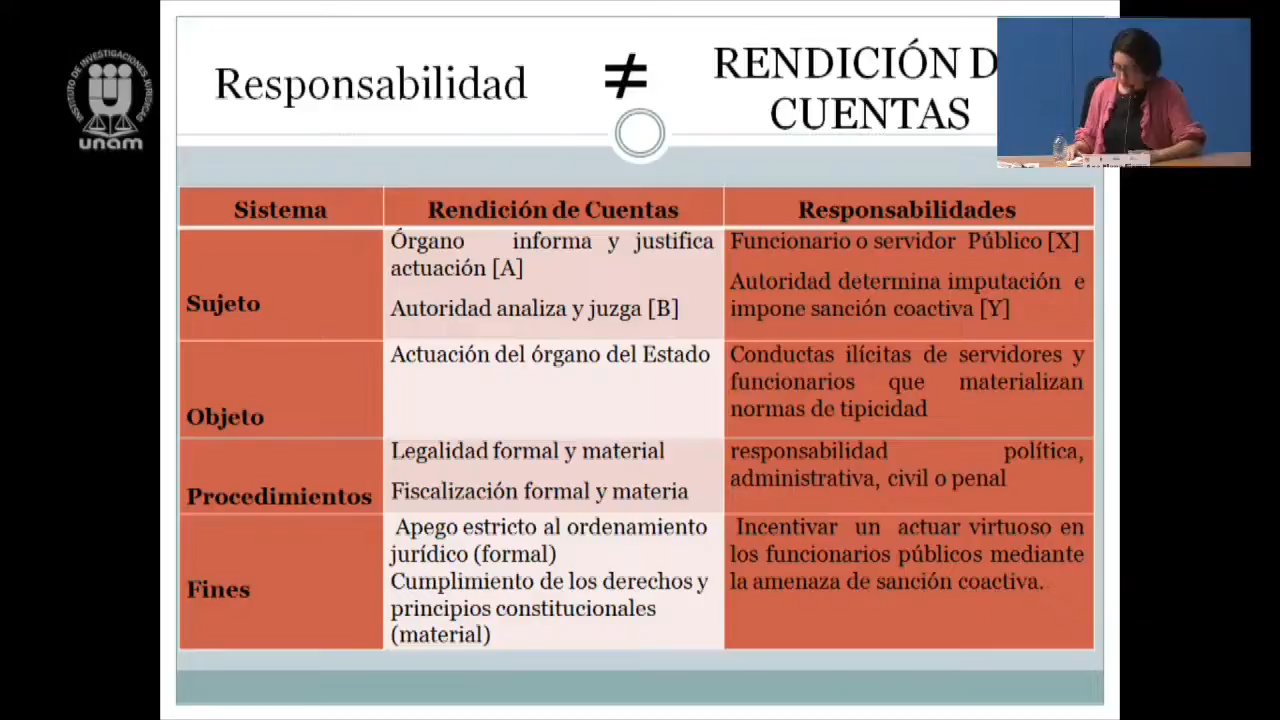 INSTITUTO DE INVESTIGACIONES JURÍDICAS
unam
Responsabilidad
≠
RENDICIÓN D
CUENTAS
Sistema
Rendición de Cuentas
Responsabilidades
Sujeto
Órgano informa y justifica
actuación [A]
Autoridad analiza y juzga [B]
Funcionario o servidor Público [X]
Autoridad determina imputación e
impone sanción coactiva [Y]
Objeto
Actuación del órgano del Estado
Conductas ilícitas de servidores y
funcionarios que materializan
normas de tipicidad
Procedimientos
Legalidad formal y material
Fiscalización formal y materia
responsabilidad política,
administrativa, civil o penal
Fines
Apego estricto al ordenamiento
jurídico (formal)
Cumplimiento de los derechos y
principios constitucionales
(material)
Incentivar un actuar virtuoso en
los funcionarios públicos mediante
la amenaza de sanción coactiva.